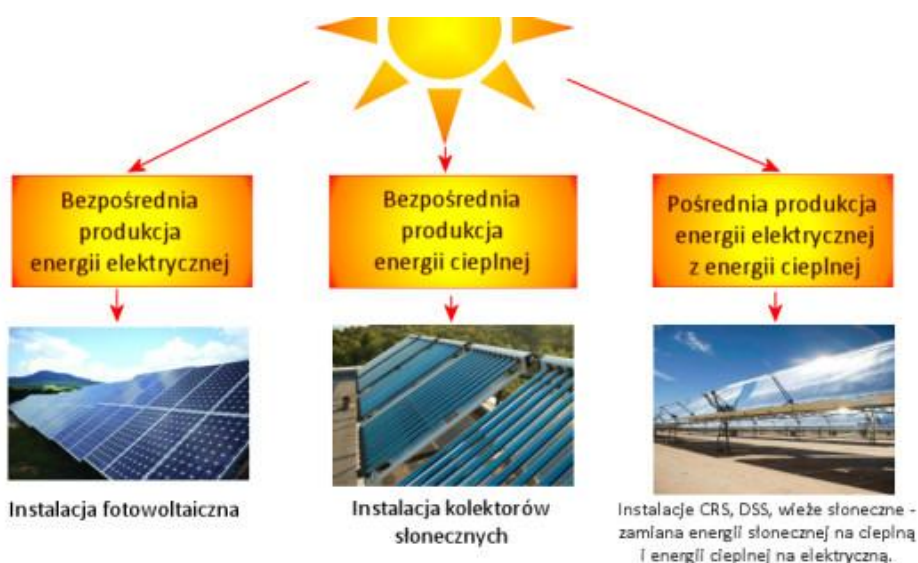 Bezpośrednia
produkcja
energii elektrycznej
Bezpośrednia
produkcja
energii cieplnej
Pośrednia produkcja
energii elektrycznej
z energii cieplnej
Instalacja fotowoltaiczna
Instalacja kolektorów
słonecznych
Instalacje CRS, DSS, wieże słoneczne -
zamiana energii słonecznej na cieplną
i energii cieplnej na elektryczną.